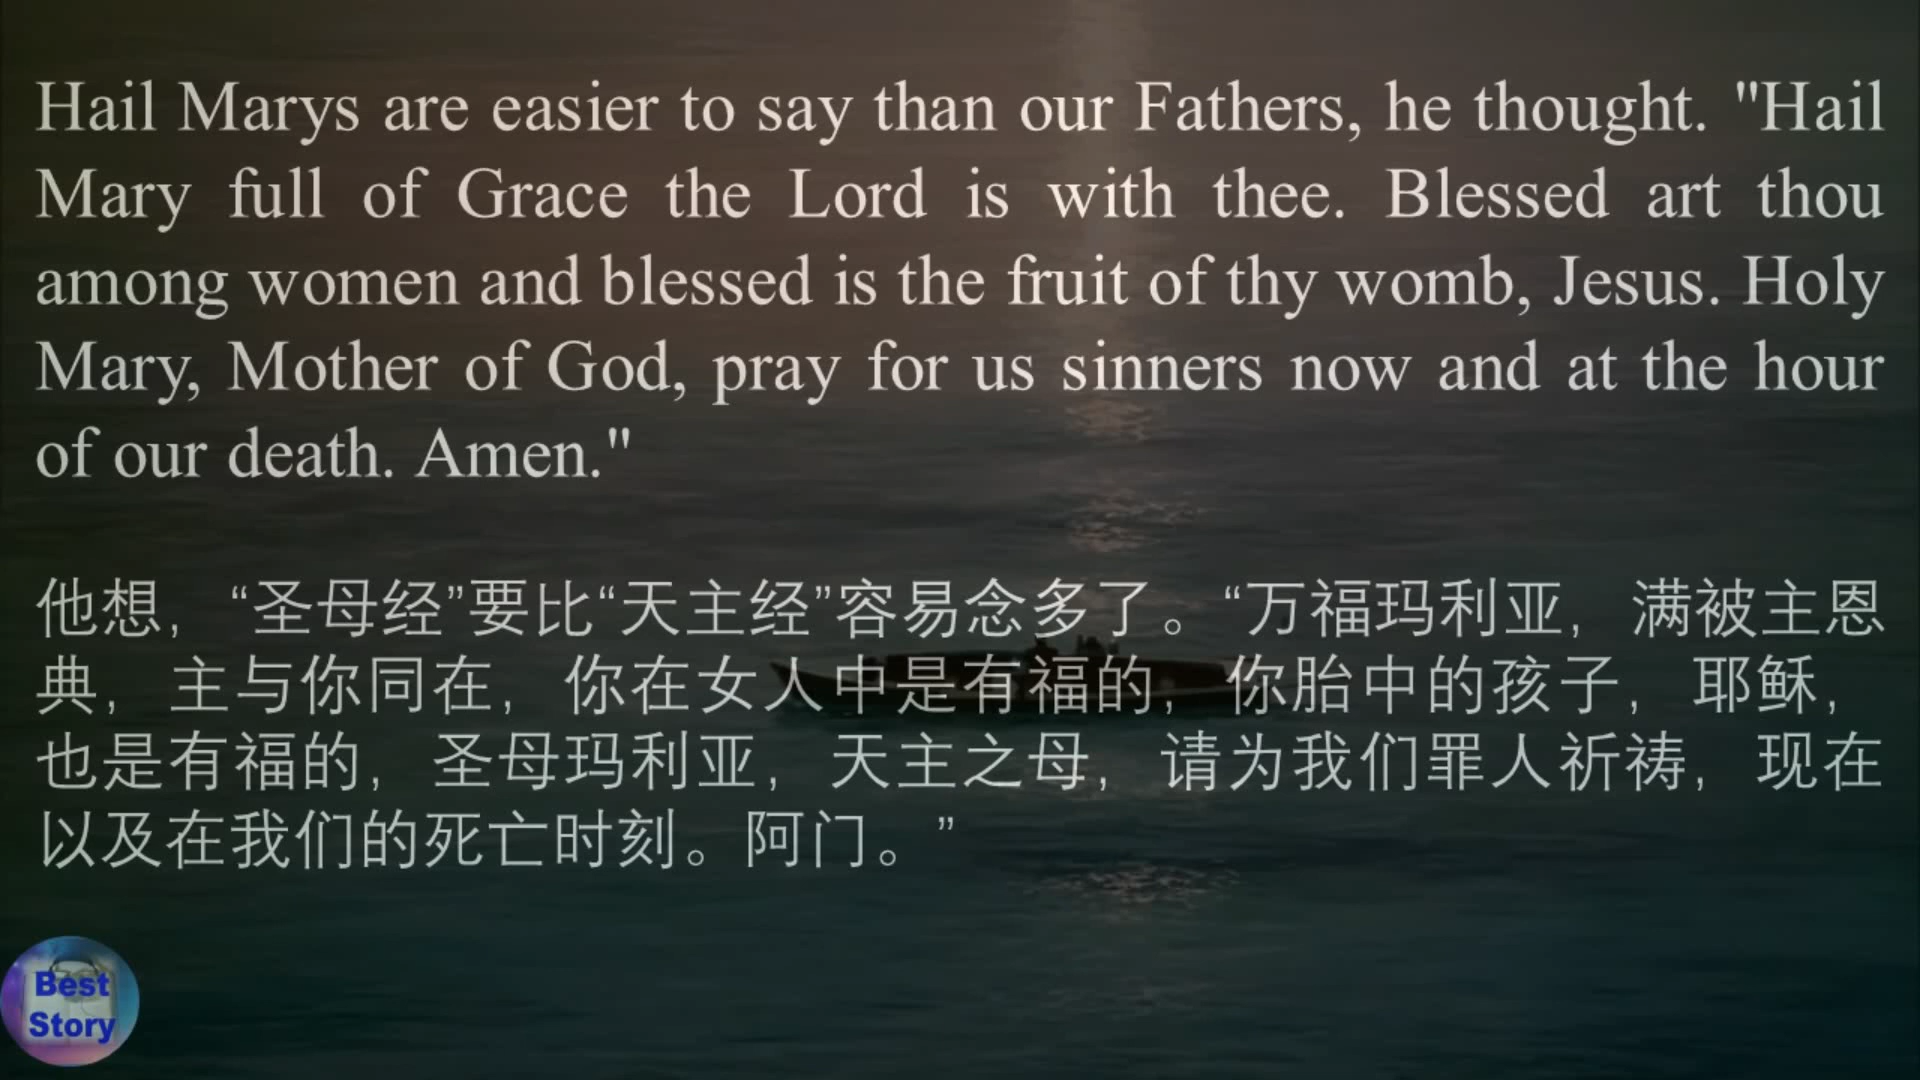 Hail Marys are easier to say than our Fathers, he thought. "Hail
Mary full of Grace the Lord is with thee. Blessed art thou
among women and blessed is the fruit of thy womb, Jesus. Holy
Mary, Mother of God, pray for us sinners now and at the hour
of our death. Amen."
他想，“圣母经”要比“天主经”容易念多了。“万福玛利亚，满被主恩
典，主与你同在，你在女人中是有福的，你胎中的孩子，耶稣，
也是有福的，圣母玛利亚，天主之母，请为我们罪人祈祷，现在
以及在我们的死亡时刻。阿门。”
Best
Story